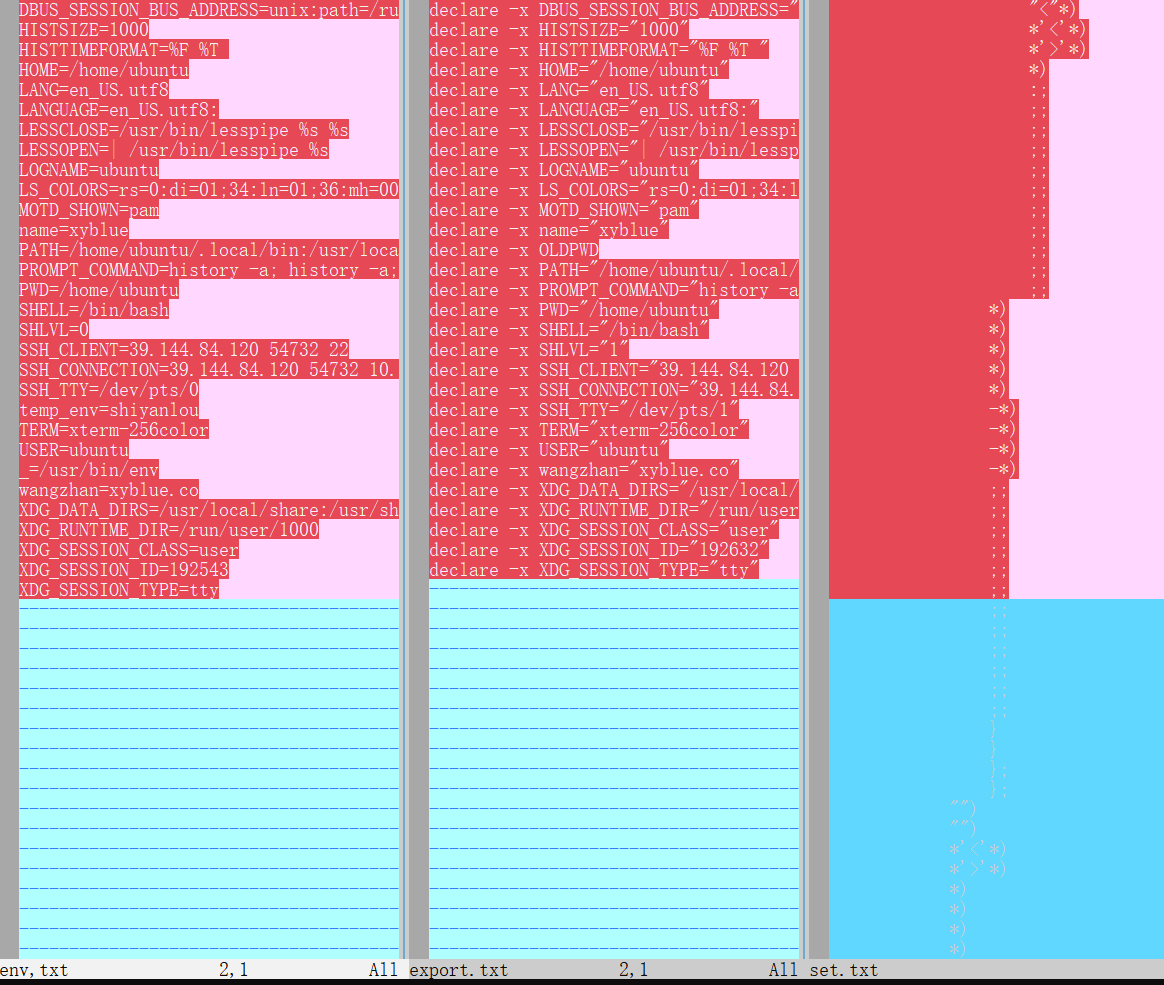 DBUS_SESSION_BUS_ADDRESS=unix:path=/ru
HISTSIZE=1000
HISTTIMEFORMAT=%F %T
HOME=/home/ubuntu
LANG=en_US.utf8
LANGUAGE=en_US.utf8:
LESSCLOSE=/usr/bin/lesspipe %s %s
LESSOPEN=| /usr/bin/lesspipe %s
LOGNAME=ubuntu
LS_COLORS=rs=0:di=01;34:ln=01;36:mh=00
MOTD_SHOWN=pam
name=xyblue
PATH=/home/ubuntu/.local/bin:/usr/loca
PROMPT_COMMAND=history -a; history -a;
PWD=/home/ubuntu
SHELL=/bin/bash
SHLVL=0
SSH_CLIENT=39.144.84.120 54732 22
SSH_CONNECTION=39.144.84.120 54732 10.
SSH_TTY=/dev/pts/0
temp_env=shiyanlou
TERM=xterm-256color
USER=ubuntu
_=/usr/bin/env
wangzhan=xyblue.co
XDG_DATA_DIRS=/usr/local/share:/usr/sh
XDG_RUNTIME_DIR=/run/user/1000
XDG_SESSION_CLASS=user
XDG_SESSION_ID=192543
XDG_SESSION_TYPE=tty
env,txt 2,1 All
declare -x DBUS_SESSION_BUS_ADDRESS="
declare -x HISTSIZE="1000"
declare -x HISTTIMEFORMAT="%F %T "
declare -x HOME="/home/ubuntu"
declare -x LANG="en_US.utf8"
declare -x LANGUAGE="en_US.utf8:"
declare -x LESSCLOSE="/usr/bin/lesspi
declare -x LESSOPEN="| /usr/bin/lessp
declare -x LOGNAME="ubuntu"
declare -x LS_COLORS="rs=0:di=01;34:l
declare -x MOTD_SHOWN="pam"
declare -x name="xyblue"
declare -x OLDPWD
declare -x PATH="/home/ubuntu/.local/
declare -x PROMPT_COMMAND="history -a
declare -x PWD="/home/ubuntu"
declare -x SHELL="/bin/bash"
declare -x SHLVL="1"
declare -x SSH_CLIENT="39.144.84.120
declare -x SSH_CONNECTION="39.144.84.
declare -x SSH_TTY="/dev/pts/1"
declare -x TERM="xterm-256color"
declare -x USER="ubuntu"
declare -x wangzhan="xyblue.co"
declare -x XDG_DATA_DIRS="/usr/local/
declare -x XDG_RUNTIME_DIR="/run/user
declare -x XDG_SESSION_CLASS="user"
declare -x XDG_SESSION_ID="192632"
declare -x XDG_SESSION_TYPE="tty"
export.txt 2,1 All
"<"*)
*'<'*)
*'>'*)
*)
:;
;;
;;
;;
;;
;;
;;
;;
;;
;;
;;
*)
*)
*)
*)
*)
-*)
-*)
-*)
-*)
;;
;;
;;
;;
;;
;;
;;
;;
;;
;;
;;
;;
}
}
};
};
"")
"")
*'<'*)
*'>'*)
*)
*)
*)
*)
set.txt